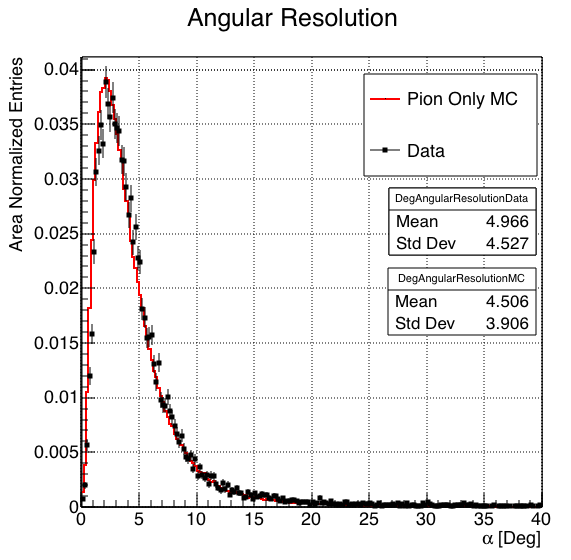 Angular Resolution
Area Normalized Entries
0.04
0.035
0.03
0.025
0.02
0.015
0.01
0.005
0
Pion Only MC
Data
DegAngularResolutionData
Mean 4.966
Std Dev 4.527
DegAngularResolutionMC
Mean 4.506
Std Dev 3.906
0 5 10 15 20 25 30 35 40
α [Deg]